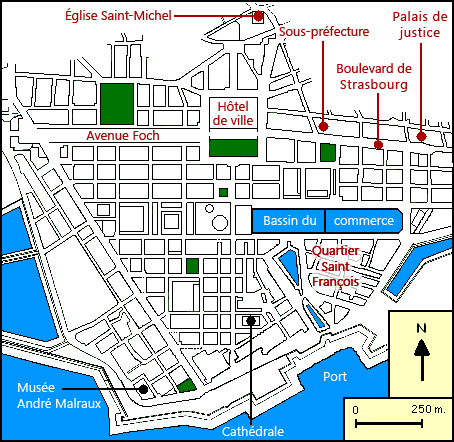 Église Saint-Michel
Palais de
justice
Sous-préfecture
Boulevard de
Strasbourg
Hôtel
de ville
Avenue Foch
Bassin du commerce
Quartier
Saint
François
N
Port
Musée
André Malraux
0 250 m.
Cathédrale